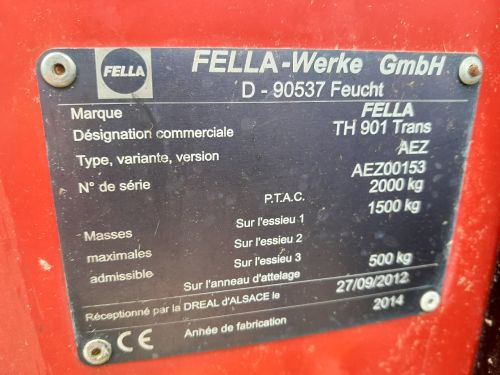 FELLA
FELLA-Werke GmbH
D - 90537 Feucht
Marque FELLA
Désignation commerciale TH 901 Trans
Type, variante, version AEZ
N° de série AEZ00153
P.T.A.C. 2000 kg
Sur l'essieu 1 1500 kg
Masses Sur l'essieu 2
maximales Sur l'essieu 3
admissible Sur l'anneau d'attelage 500 kg
Réceptionné par la DREAL d'ALSACE le 27/09/2012
CE Année de fabrication 2014